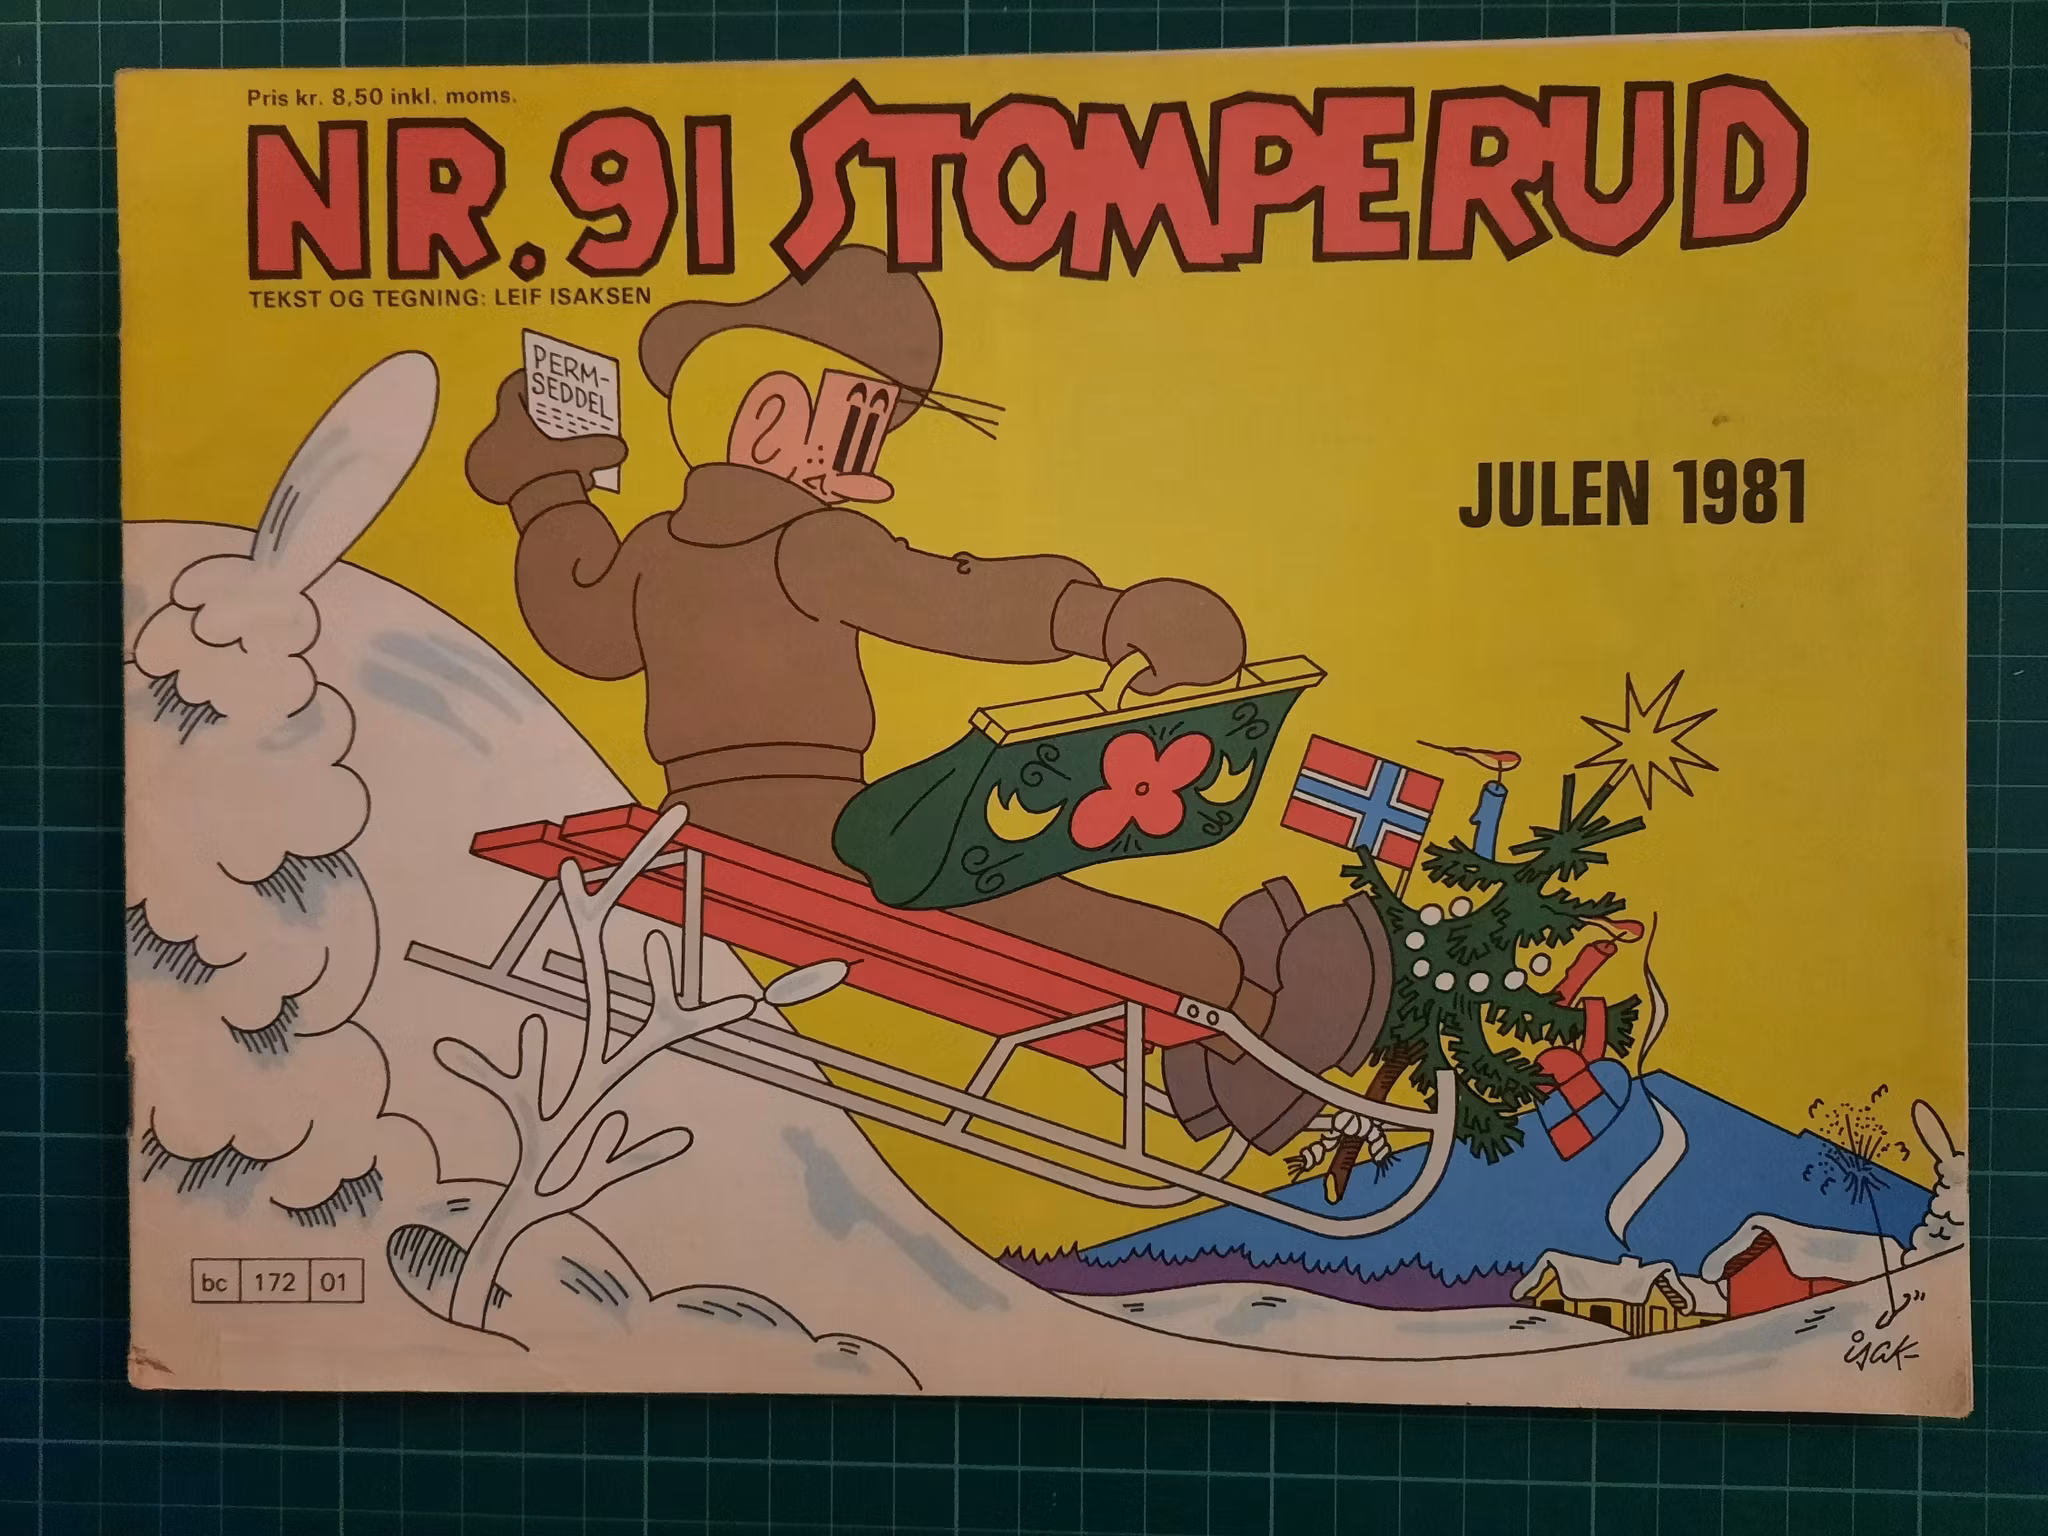 Pris kr. 8,50 inkl. moms.
NR. 91 STOMPERUD
TEKST OG TEGNING: LEIF ISAKSEN
PERM-
SEDDEL
JULEN 1981
bc 172 01
isak-